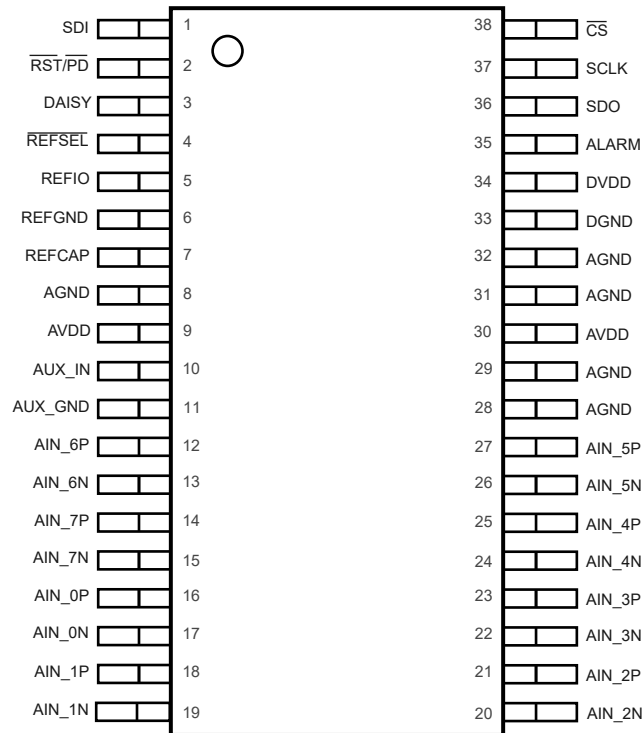 SDI 1 38 CS
RST/PD 2 37 SCLK
DAISY 3 36 SDO
REFSEL 4 35 ALARM
REFIO 5 34 DVDD
REFGND 6 33 DGND
REFCAP 7 32 AGND
AGND 8 31 AGND
AVDD 9 30 AVDD
AUX_IN 10 29 AGND
AUX_GND 11 28 AGND
AIN_6P 12 27 AIN_5P
AIN_6N 13 26 AIN_5N
AIN_7P 14 25 AIN_4P
AIN_7N 15 24 AIN_4N
AIN_0P 16 23 AIN_3P
AIN_0N 17 22 AIN_3N
AIN_1P 18 21 AIN_2P
AIN_1N 19 20 AIN_2N